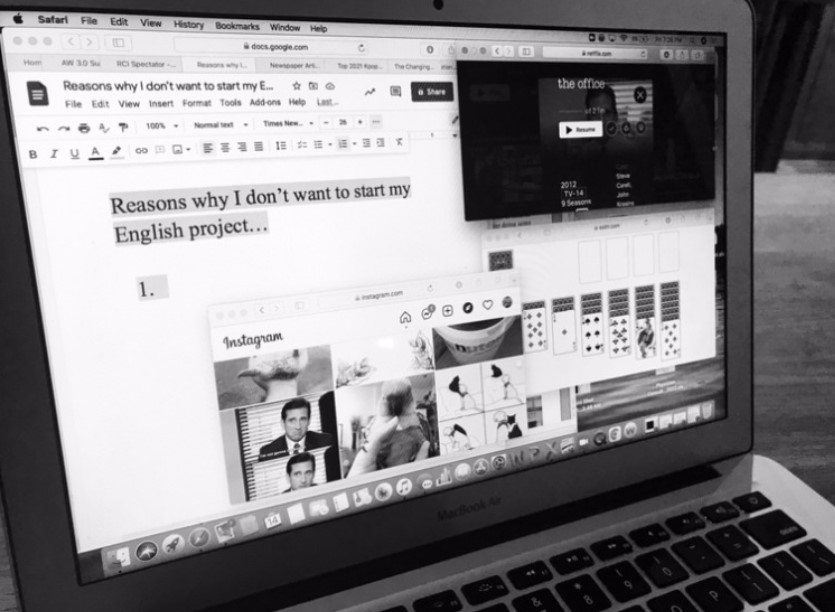 Safari File Edit View History Bookmarks Window Help
docs.google.com
Home AW 3.0 Su RCI Spectator - Reasons why I... Newspaper Arti... Top 2021 Kpop... The Changing...
Reasons why I don't want to start my E...
File Edit View Insert Format Tools Add-ons Help Last...
Share
100% Normal text Times New... 26
B I U A
Reasons why I don't want to start my
English project...
1.
netflix.com
the office
of 21m
Resume
2012
TV-14
9 Seasons
Steve
Carell,
John
instagram.com
Instagram
MacBook Air